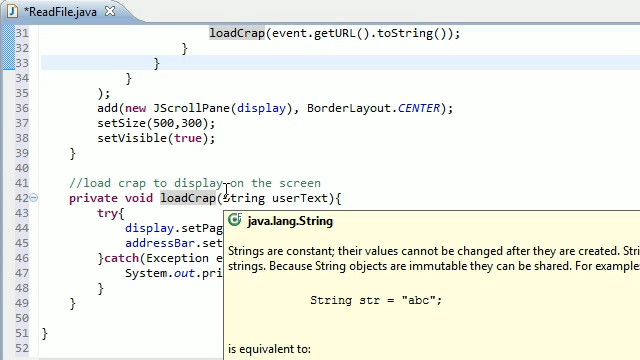 *ReadFile.java
31 loadCrap(event.getURL().toString());
32 }
33 }
34 }
35 );
36 add(new JScrollPane(display), BorderLayout.CENTER);
37 setSize(500,300);
38 setVisible(true);
39 }
40
41 //load crap to display on the screen
42 private void loadCrap(String userText){
43 try{
44 display.setPag
45 addressBar.set
46 }catch(Exception e
47 System.out.pri
48 }
49 }
50
51 }
52
java.lang.String
Strings are constant; their values cannot be changed after they are created. Stri
strings. Because String objects are immutable they can be shared. For example
String str = "abc";
is equivalent to: